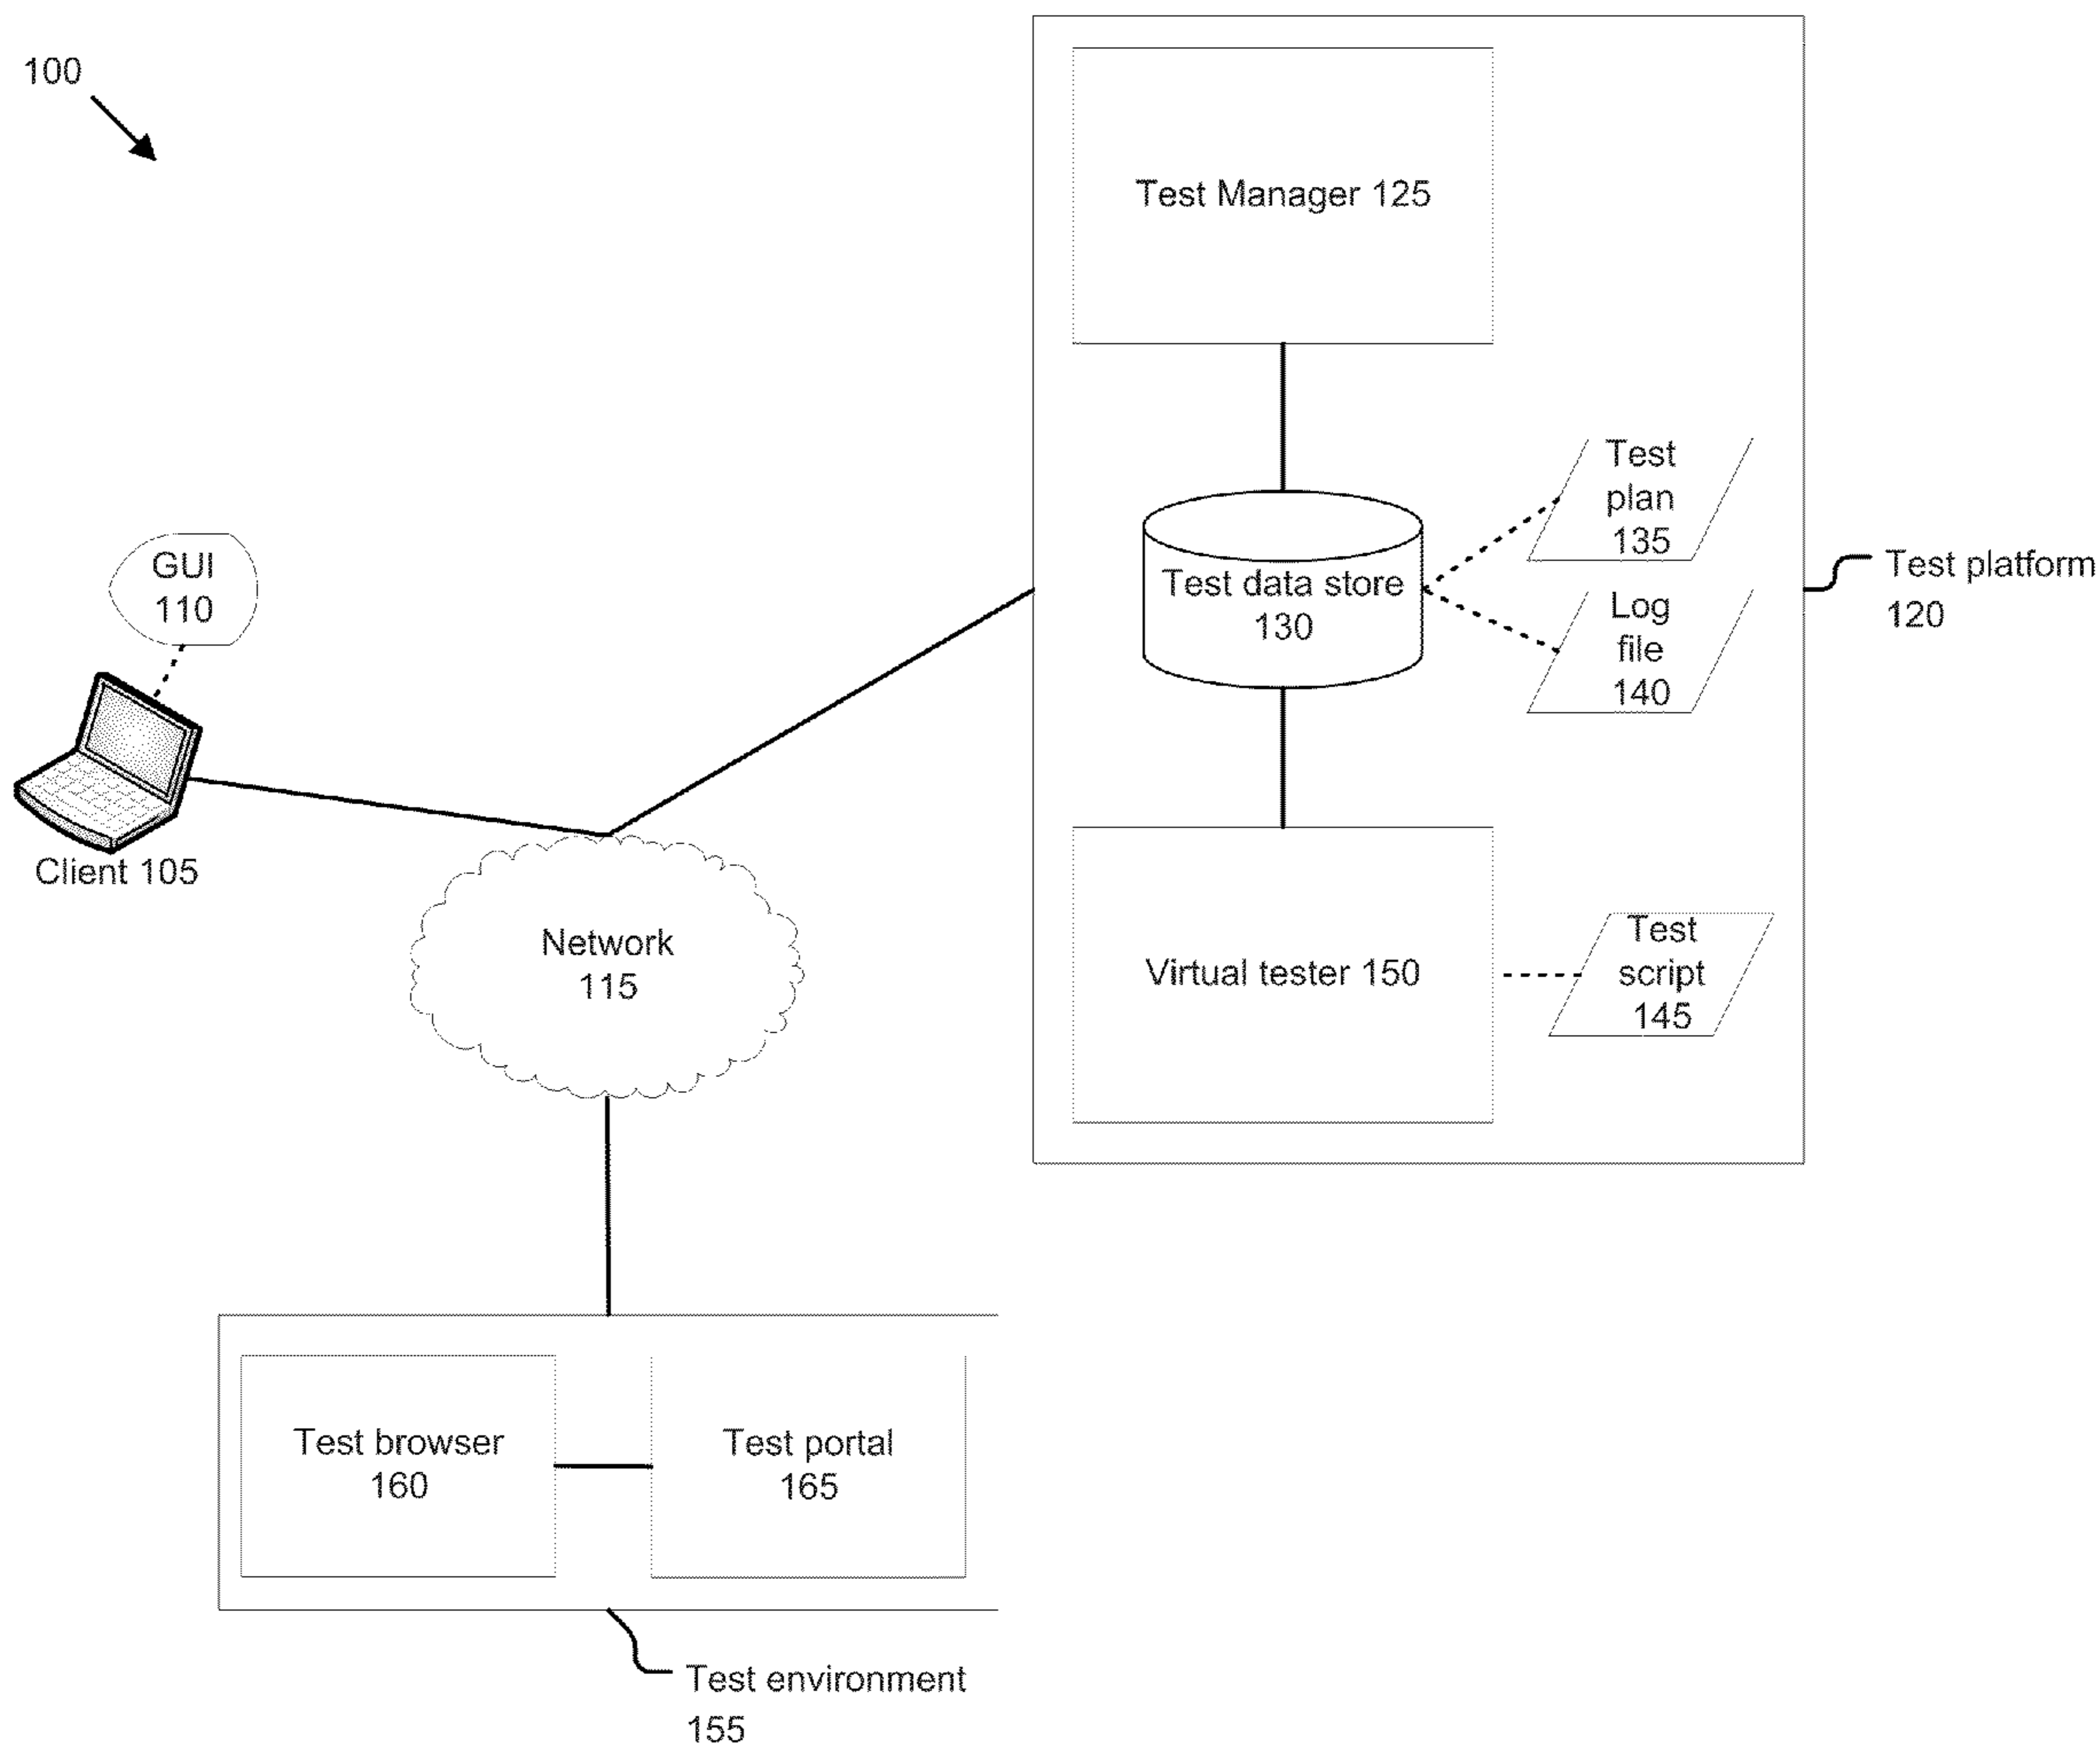 100
Test Manager 125
Test
plan
135
Test data store
130
Log
file
140
Test platform
120
GUI
110
Client 105
Network
115
Virtual tester 150
Test
script
145
Test browser
160
Test portal
165
Test environment
155